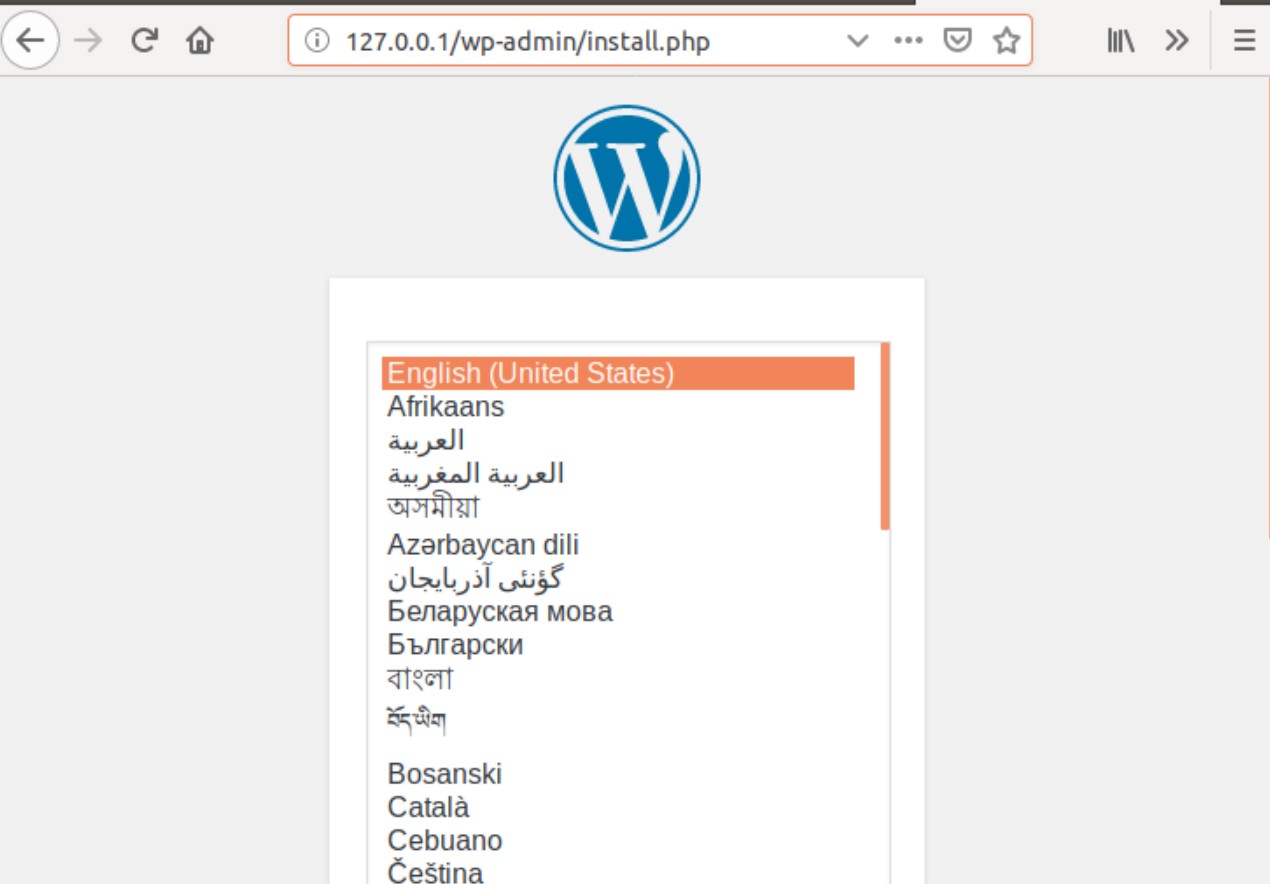 127.0.0.1/wp-admin/install.php
English (United States)
Afrikaans
العربية
العربية المغربية
অসমীয়া
Azərbaycan dili
گؤنئی آذربایجان
Беларуская мова
Български
বাংলা
བོད་ཡིག
Bosanski
Català
Cebuano
Čeština